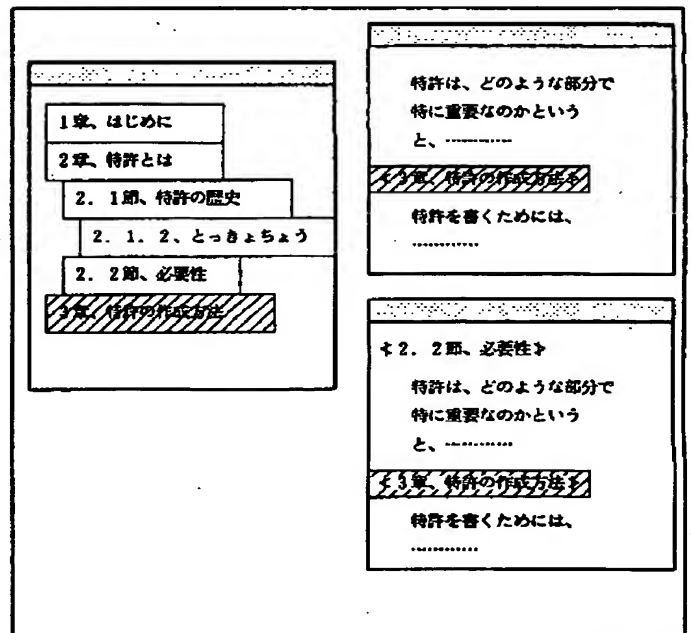 1章、はじめに
2章、特許とは
2. 1節、特許の歴史
2. 1. 2、とっきょちょう
2. 2節、必要性
3章、特許の作成方法
特許は、どのような部分で
特に重要なのかという
と、…………
<3章、特許の作成方法>
特許を書くためには、
…………
<2. 2節、必要性>
特許は、どのような部分で
特に重要なのかという
と、…………
<3章、特許の作成方法>
特許を書くためには、
…………